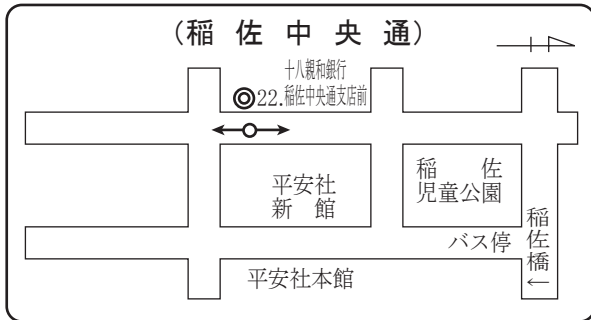 (稲佐中央通)
十八親和銀行
◎22.稲佐中央通支店前
平安社
新館
稲佐
児童公園
バス停
稲佐橋↓
平安社本館